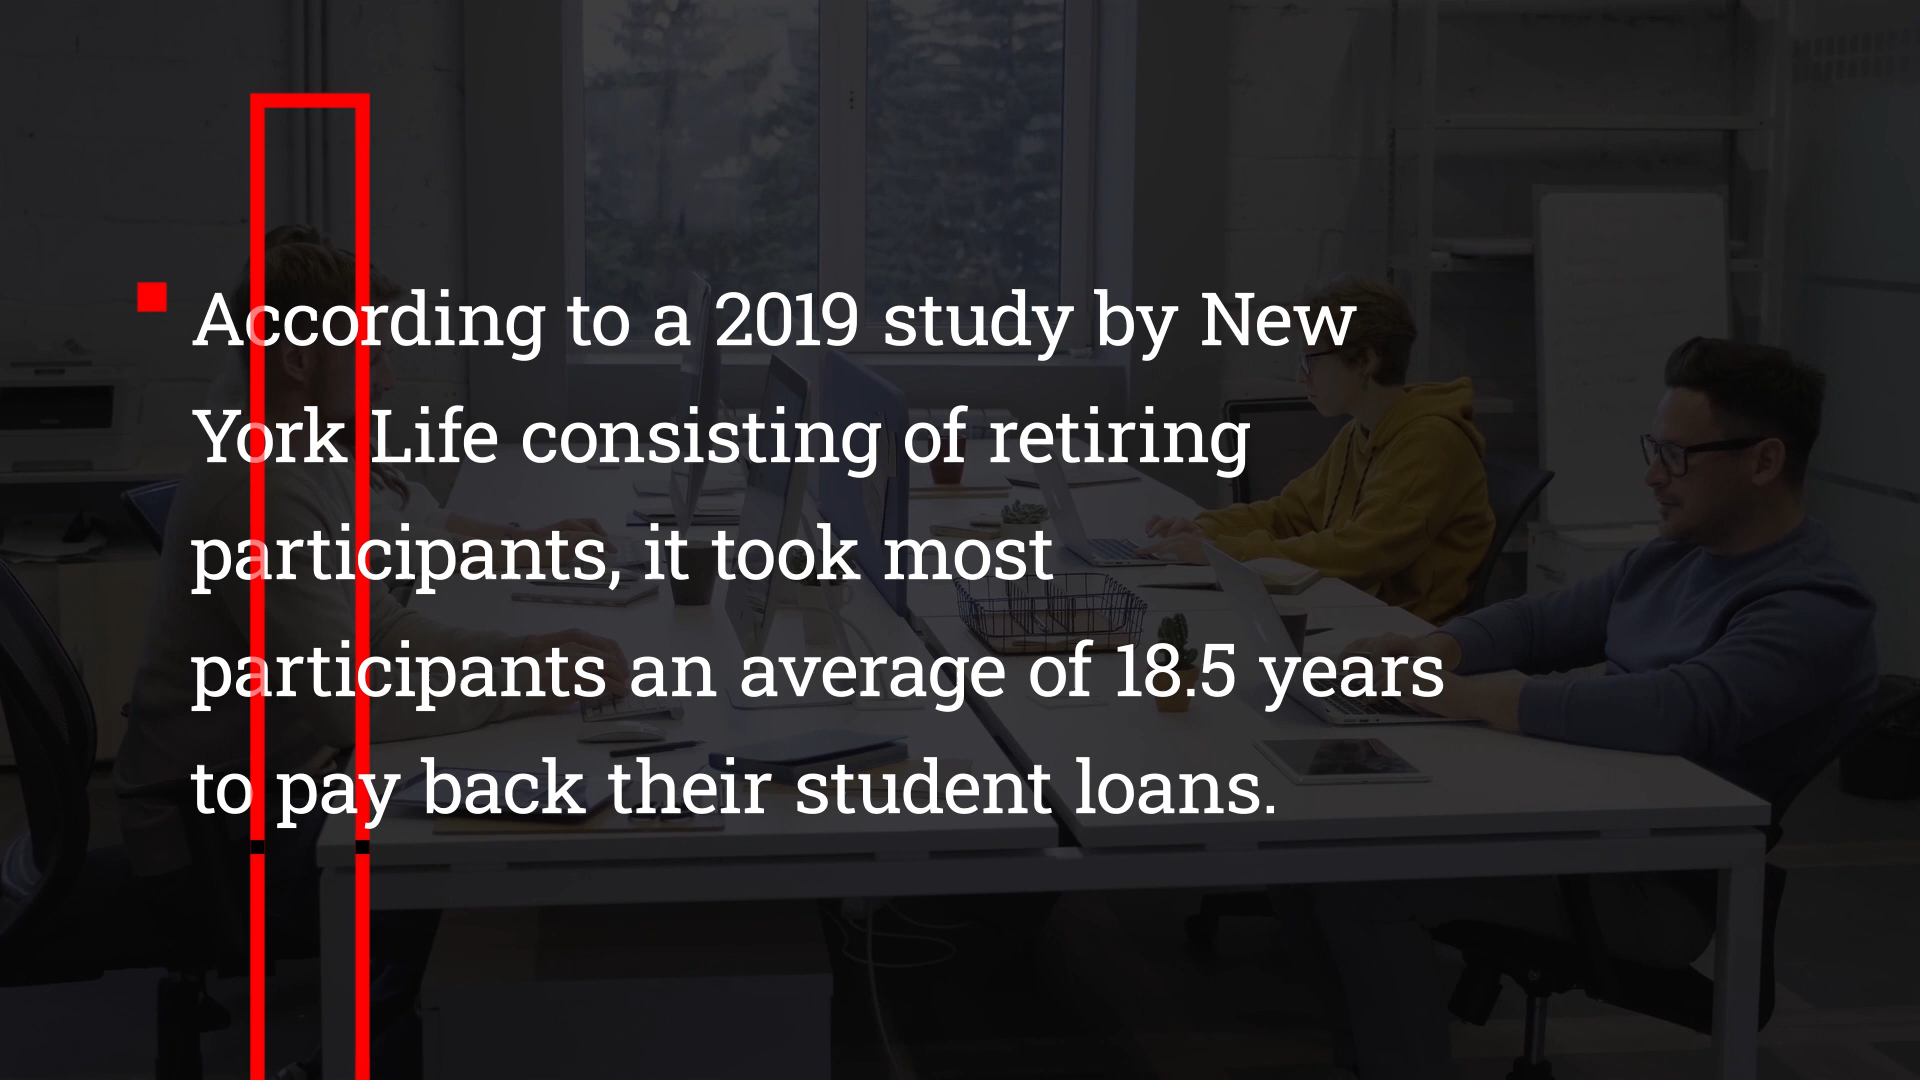 According to a 2019 study by New
York Life consisting of retiring
participants, it took most
participants an average of 18.5 years
to pay back their student loans.